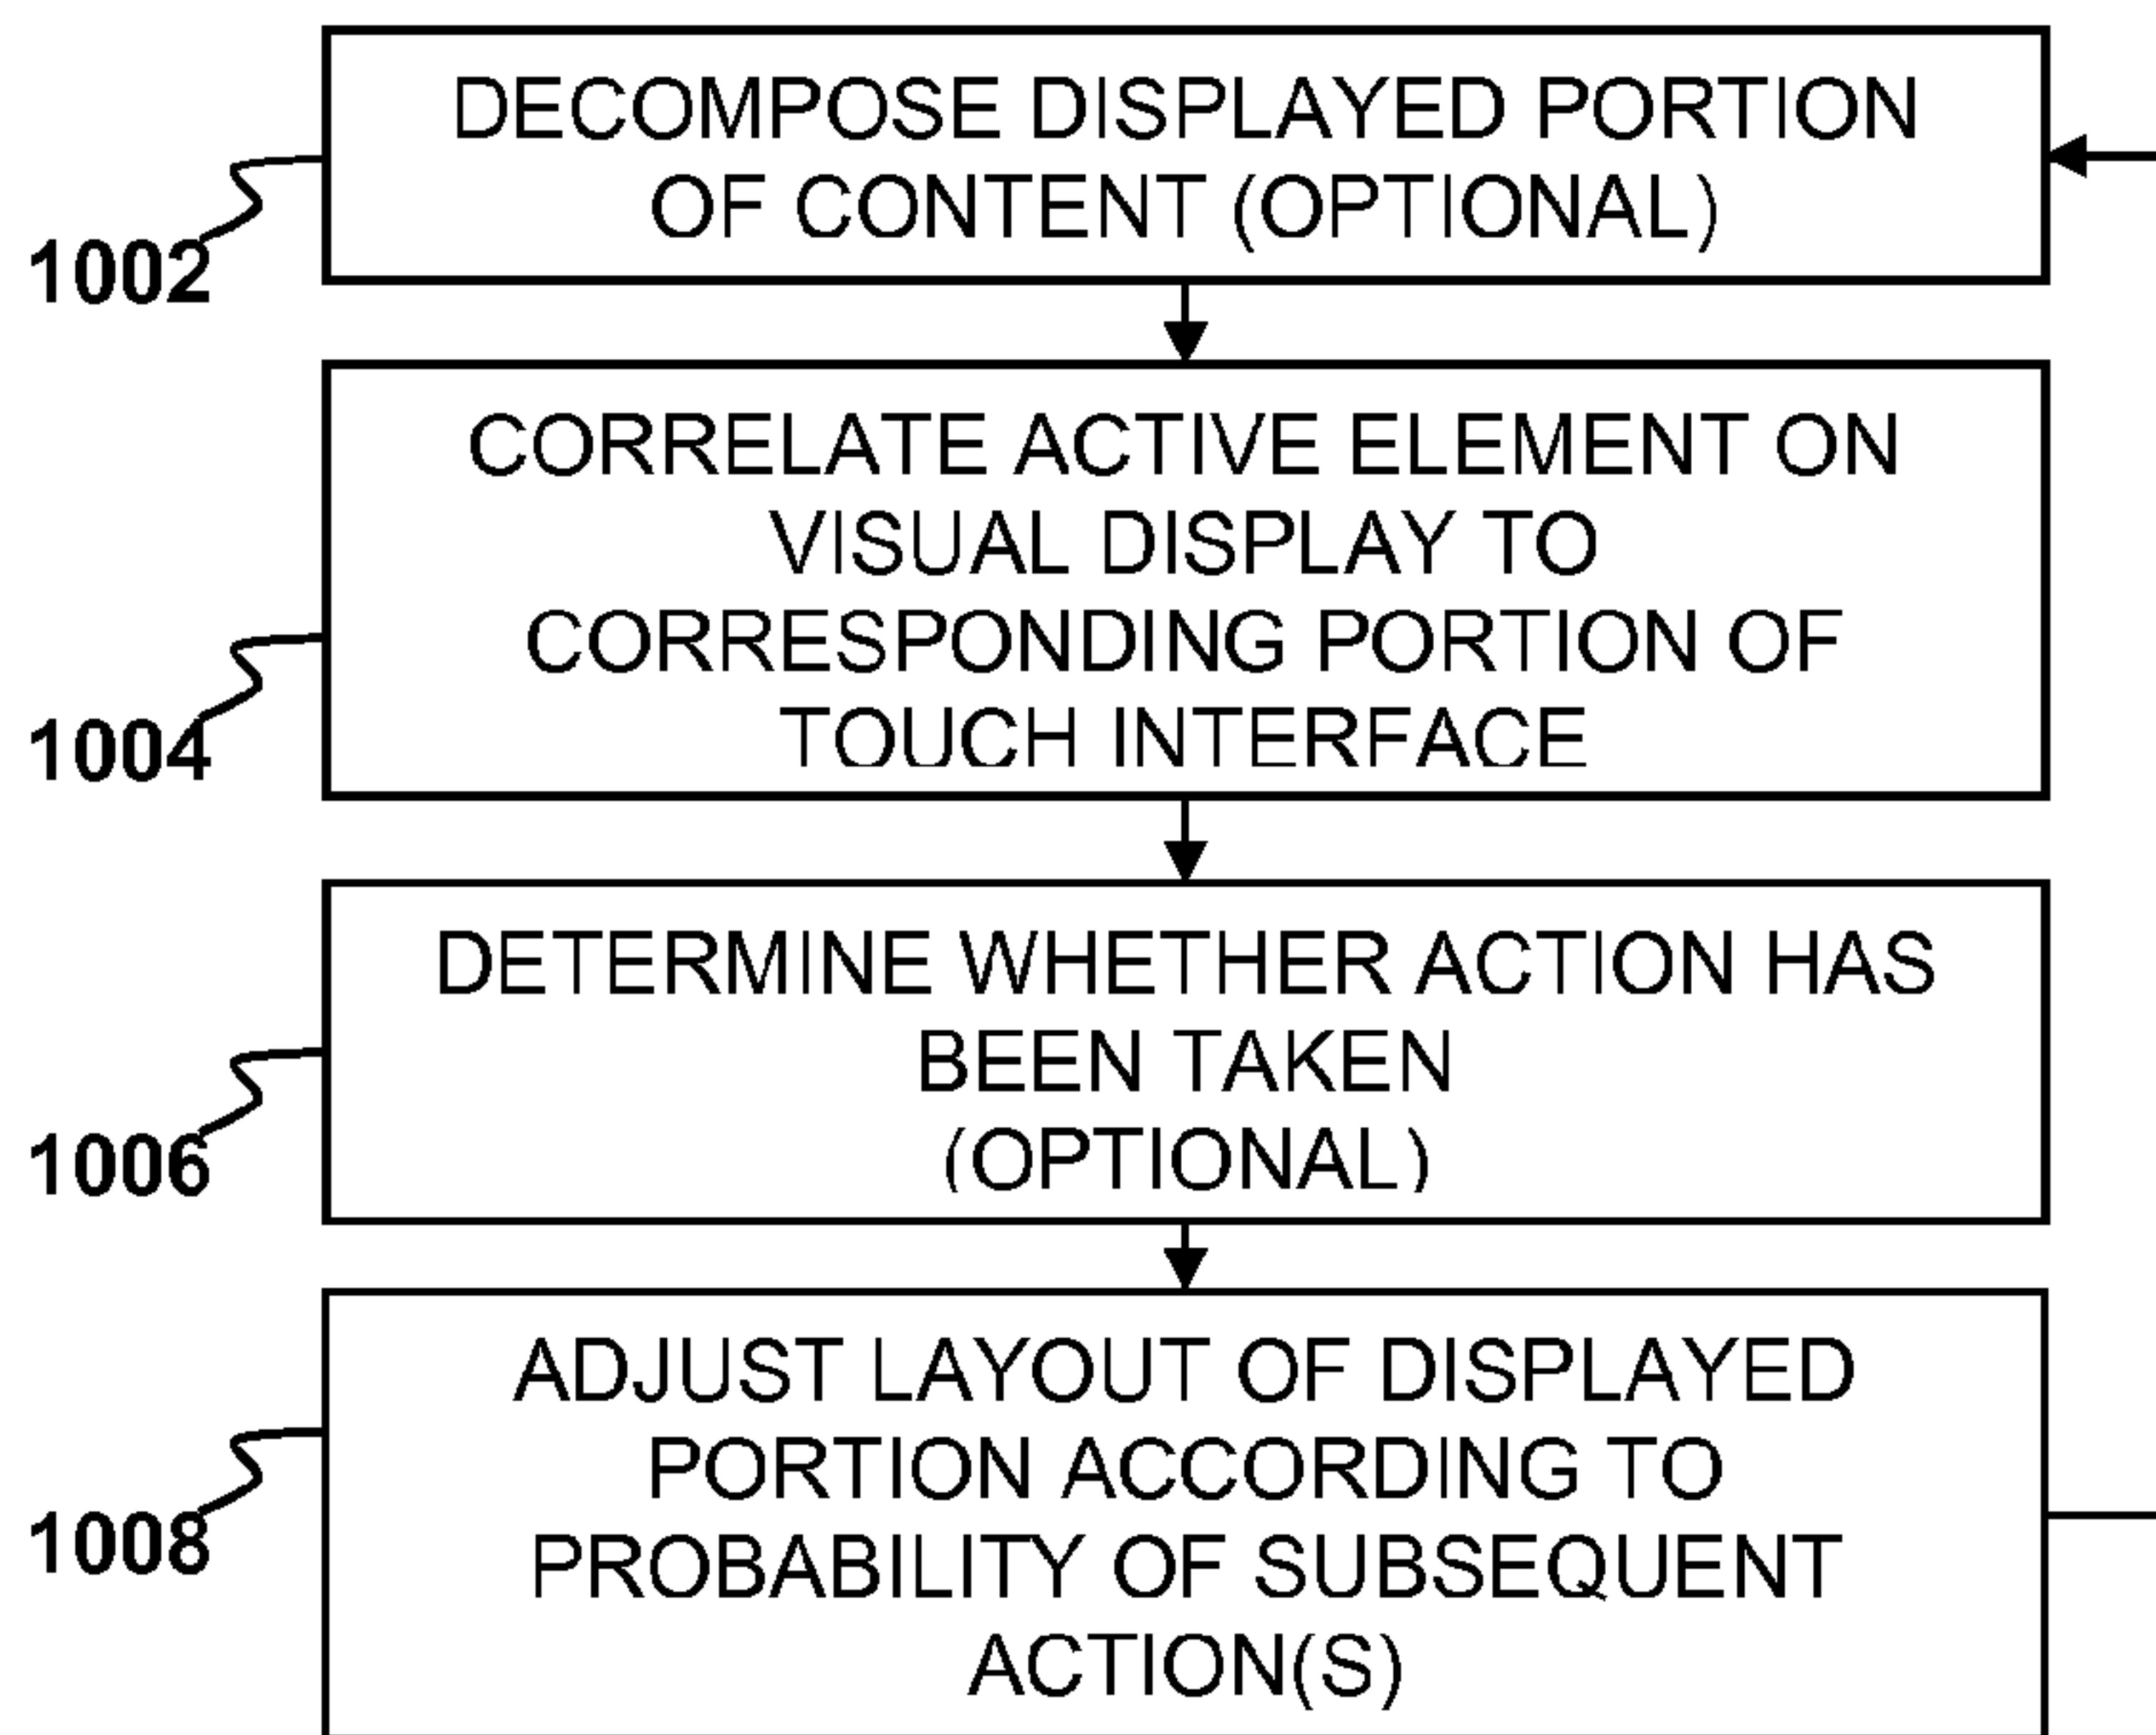 DECOMPOSE DISPLAYED PORTION
OF CONTENT (OPTIONAL)
1002
CORRELATE ACTIVE ELEMENT ON
VISUAL DISPLAY TO
CORRESPONDING PORTION OF
TOUCH INTERFACE
1004
DETERMINE WHETHER ACTION HAS
BEEN TAKEN
(OPTIONAL)
1006
ADJUST LAYOUT OF DISPLAYED
PORTION ACCORDING TO
PROBABILITY OF SUBSEQUENT
ACTION(S)
1008